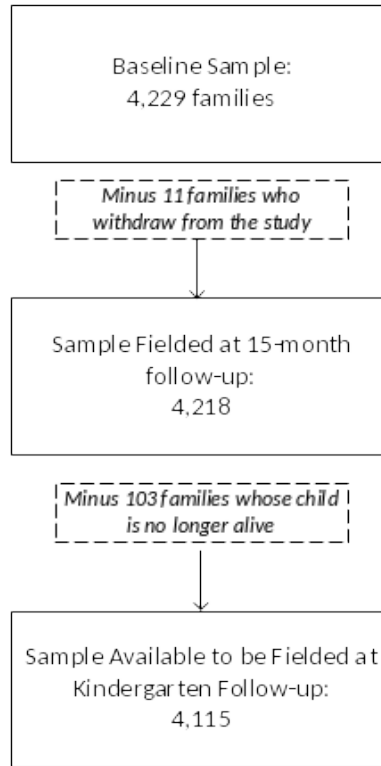 Baseline Sample:
4,229 families
Minus 11 families who
withdraw from the study
Sample Fielded at 15-month
follow-up:
4,218
Minus 103 families whose child
is no longer alive
Sample Available to be Fielded at
Kindergarten Follow-up:
4,115